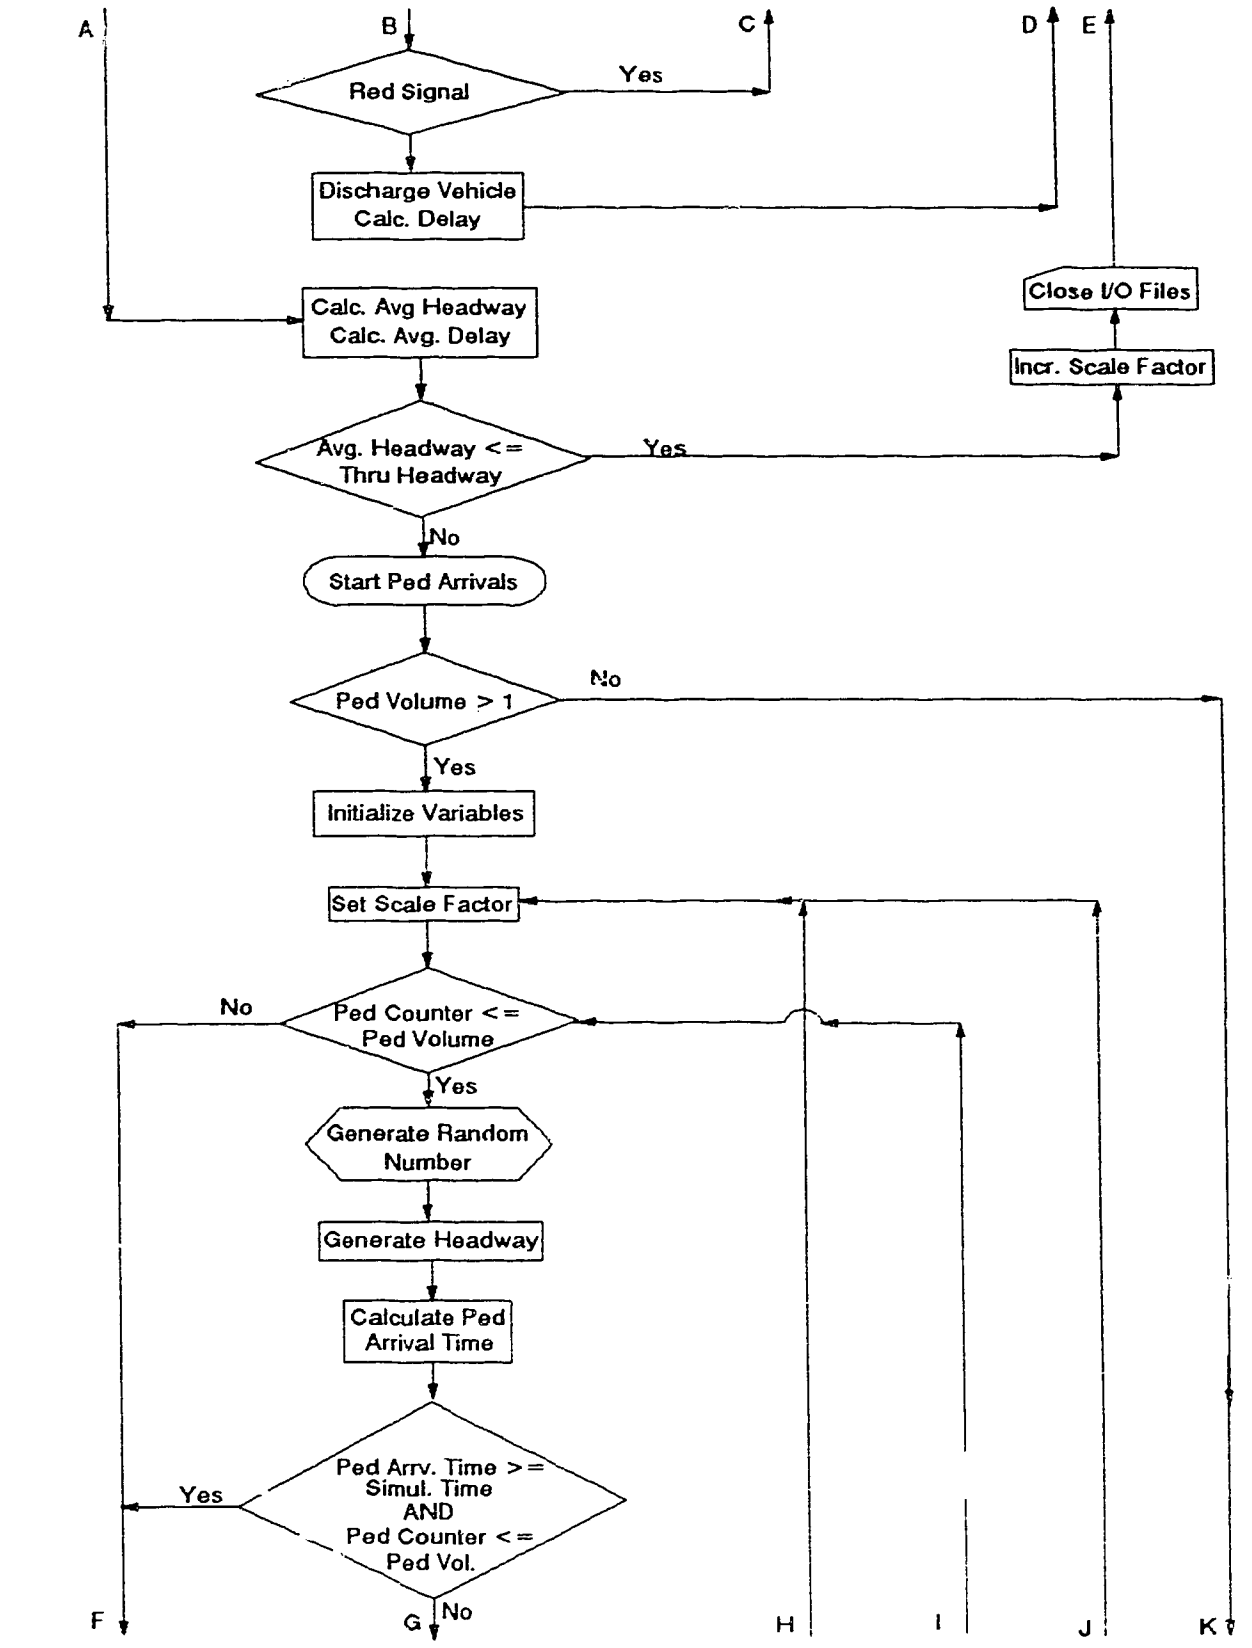 A
B
C
D
E
Red Signal
Yes
Discharge Vehicle
Calc. Delay
Calc. Avg Headway
Calc. Avg. Delay
Close I/O Files
Incr. Scale Factor
Avg. Headway <=
Thru Headway
Yes
No
Start Ped Arrivals
Ped Volume > 1
No
Yes
Initialize Variables
Set Scale Factor
Ped Counter <=
Ped Volume
No
Yes
Generate Random
Number
Generate Headway
Calculate Ped
Arrival Time
Ped Arrv. Time >=
Simul. Time
AND
Ped Counter <=
Ped Vol.
Yes
No
F
G
H
I
J
K